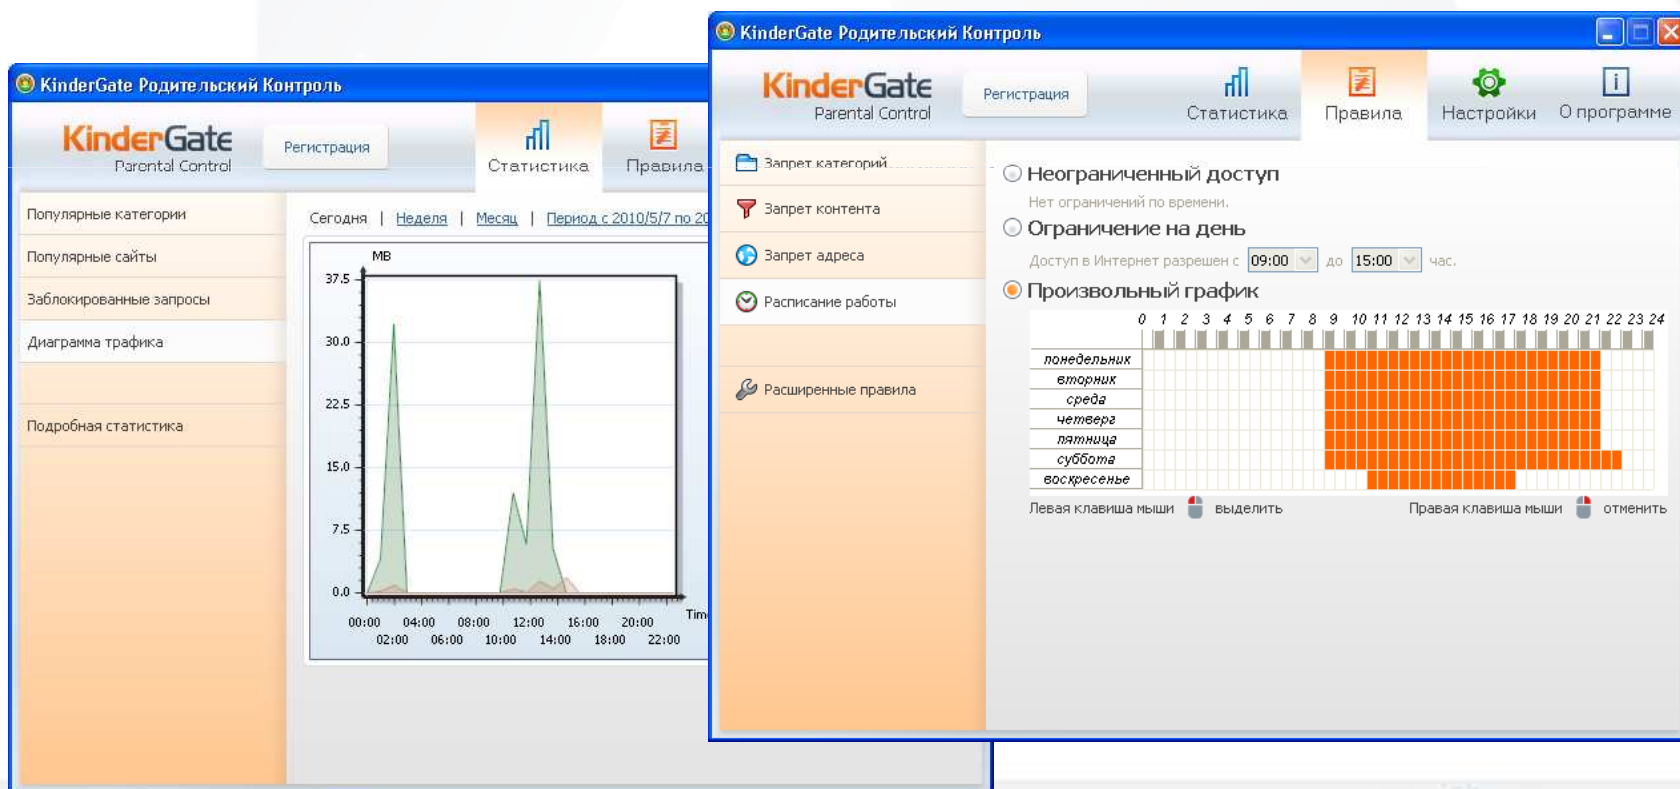 KinderGate Родительский Контроль
KinderGate
Parental Control
Регистрация
Статистика
Правила
Популярные категории
Популярные сайты
Заблокированные запросы
Диаграмма трафика
Подробная статистика
Сегодня | Неделя | Месяц | Период с 2010/5/7 по 20
MB
37.5
30.0
22.5
15.0
7.5
0.0
00:00 04:00 08:00 12:00 16:00 20:00
02:00 06:00 10:00 14:00 18:00 22:00
Tim
KinderGate Родительский Контроль
KinderGate
Parental Control
Регистрация
Статистика
Правила
Настройки
О программе
Запрет категорий
Запрет контента
Запрет адреса
Расписание работы
Расширенные правила
Неограниченный доступ
Нет ограничений по времени.
Ограничение на день
Доступ в Интернет разрешен с 09:00 до 15:00 час.
Произвольный график
0 1 2 3 4 5 6 7 8 9 10 11 12 13 14 15 16 17 18 19 20 21 22 23 24
понедельник
вторник
среда
четверг
пятница
суббота
воскресенье
Левая клавиша мыши выделить
Правая клавиша мыши отменить